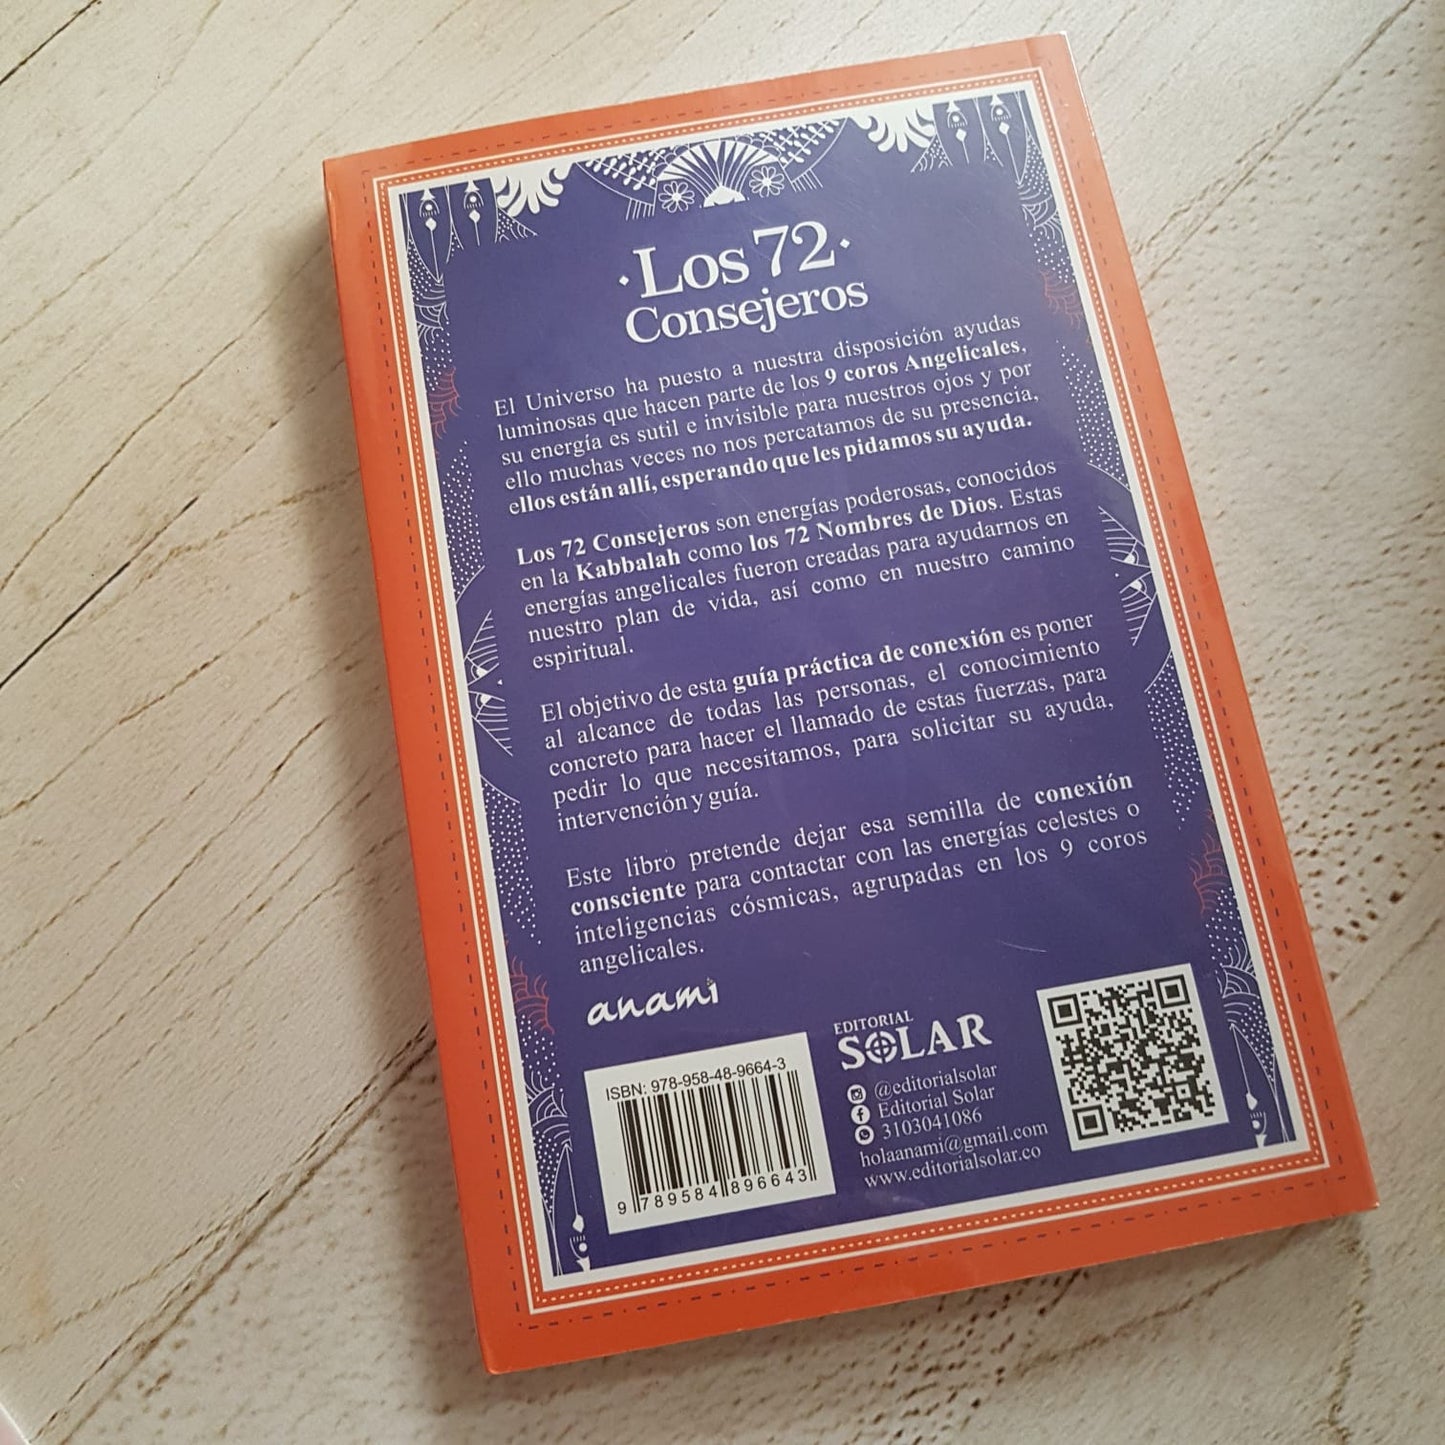 Los 72
Consejeros
El Universo ha puesto a nuestra disposición ayudas
luminosas que hacen parte de los 9 coros Angelicales,
su energía es sutil e invisible para nuestros ojos y por
ello muchas veces no nos percatamos de su presencia,
ellos están allí, esperando que les pidamos su ayuda.
Los 72 Consejeros son energías poderosas, conocidos
en la Kabbalah como los 72 Nombres de Dios. Estas
energías angelicales fueron creadas para ayudarnos en
nuestro plan de vida, así como en nuestro camino
espiritual.
El objetivo de esta guía práctica de conexión es poner
al alcance de todas las personas, el conocimiento
concreto para hacer el llamado de estas fuerzas, para
pedir lo que necesitamos, para solicitar su ayuda,
intervención y guía.
Este libro pretende dejar esa semilla de conexión
consciente para contactar con las energías celestes o
inteligencias cósmicas, agrupadas en los 9 coros
angelicales.
anami
ISBN: 978-958-48-9664-3
9 789584 896643
EDITORIAL
SOLAR
@editorialsolar
Editorial Solar
3103041086
holaanami@gmail.com
www.editorialsolar.co